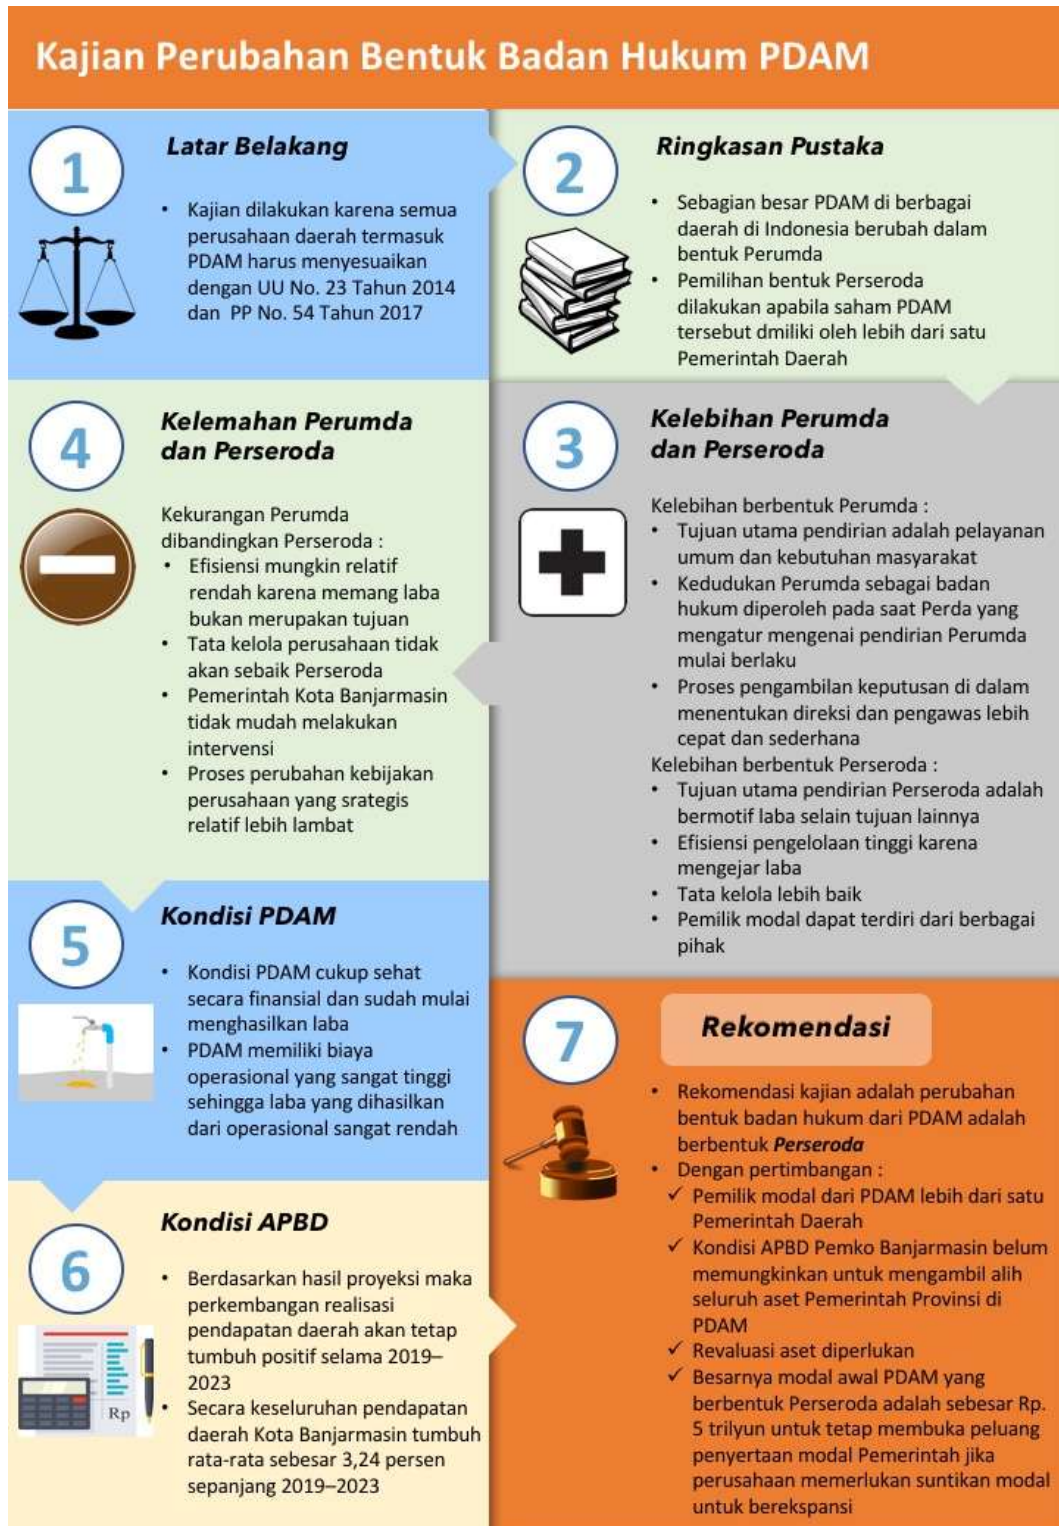 Kajian Perubahan Bentuk Badan Hukum PDAM
1
Latar Belakang
• Kajian dilakukan karena semua
perusahaan daerah termasuk
PDAM harus menyesuaikan
dengan UU No. 23 Tahun 2014
dan PP No. 54 Tahun 2017
2
Ringkasan Pustaka
• Sebagian besar PDAM di berbagai
daerah di Indonesia berubah dalam
bentuk Perumda
• Pemilihan bentuk Perseroda
dilakukan apabila saham PDAM
tersebut dmiliki oleh lebih dari satu
Pemerintah Daerah
3
Kelebihan Perumda
dan Perseroda
Kelebihan berbentuk Perumda :
• Tujuan utama pendirian adalah pelayanan
umum dan kebutuhan masyarakat
• Kedudukan Perumda sebagai badan
hukum diperoleh pada saat Perda yang
mengatur mengenai pendirian Perumda
mulai berlaku
• Proses pengambilan keputusan di dalam
menentukan direksi dan pengawas lebih
cepat dan sederhana
Kelebihan berbentuk Perseroda :
• Tujuan utama pendirian Perseroda adalah
bermotif laba selain tujuan lainnya
• Efisiensi pengelolaan tinggi karena
mengejar laba
• Tata kelola lebih baik
• Pemilik modal dapat terdiri dari berbagai
pihak
4
Kelemahan Perumda
dan Perseroda
Kekurangan Perumda
dibandingkan Perseroda :
• Efisiensi mungkin relatif
rendah karena memang laba
bukan merupakan tujuan
• Tata kelola perusahaan tidak
akan sebaik Perseroda
• Pemerintah Kota Banjarmasin
tidak mudah melakukan
intervensi
• Proses perubahan kebijakan
perusahaan yang srategis
relatif lebih lambat
5
Kondisi PDAM
• Kondisi PDAM cukup sehat
secara finansial dan sudah mulai
menghasilkan laba
• PDAM memiliki biaya
operasional yang sangat tinggi
sehingga laba yang dihasilkan
dari operasional sangat rendah
6
Kondisi APBD
Rp
• Berdasarkan hasil proyeksi maka
perkembangan realisasi
pendapatan daerah akan tetap
tumbuh positif selama 2019–
2023
• Secara keseluruhan pendapatan
daerah Kota Banjarmasin tumbuh
rata-rata sebesar 3,24 persen
sepanjang 2019–2023
7
Rekomendasi
• Rekomendasi kajian adalah perubahan
bentuk badan hukum dari PDAM adalah
berbentuk Perseroda
• Dengan pertimbangan :
✓ Pemilik modal dari PDAM lebih dari satu
Pemerintah Daerah
✓ Kondisi APBD Pemko Banjarmasin belum
memungkinkan untuk mengambil alih
seluruh aset Pemerintah Provinsi di
PDAM
✓ Revaluasi aset diperlukan
✓ Besarnya modal awal PDAM yang
berbentuk Perseroda adalah sebesar Rp.
5 trilyun untuk tetap membuka peluang
penyertaan modal Pemerintah jika
perusahaan memerlukan suntikan modal
untuk berekspansi